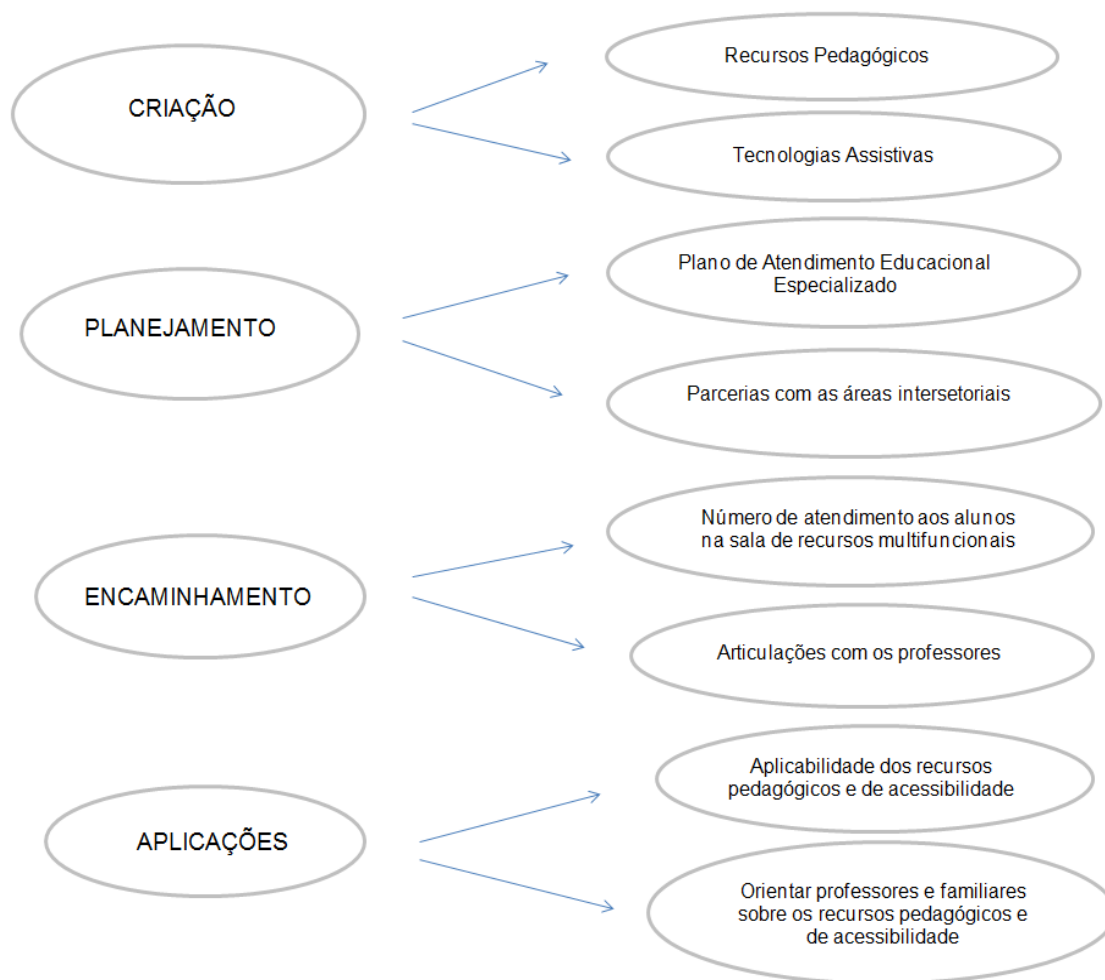 CRIAÇÃO
Recursos Pedagógicos
Tecnologias Assistivas
PLANEJAMENTO
Plano de Atendimento Educacional
Especializado
Parcerias com as áreas intersetoriais
ENCAMINHAMENTO
Número de atendimento aos alunos
na sala de recursos multifuncionais
Articulações com os professores
APLICAÇÕES
Aplicabilidade dos recursos
pedagógicos e de acessibilidade
Orientar professores e familiares
sobre os recursos pedagógicos e
de acessibilidade